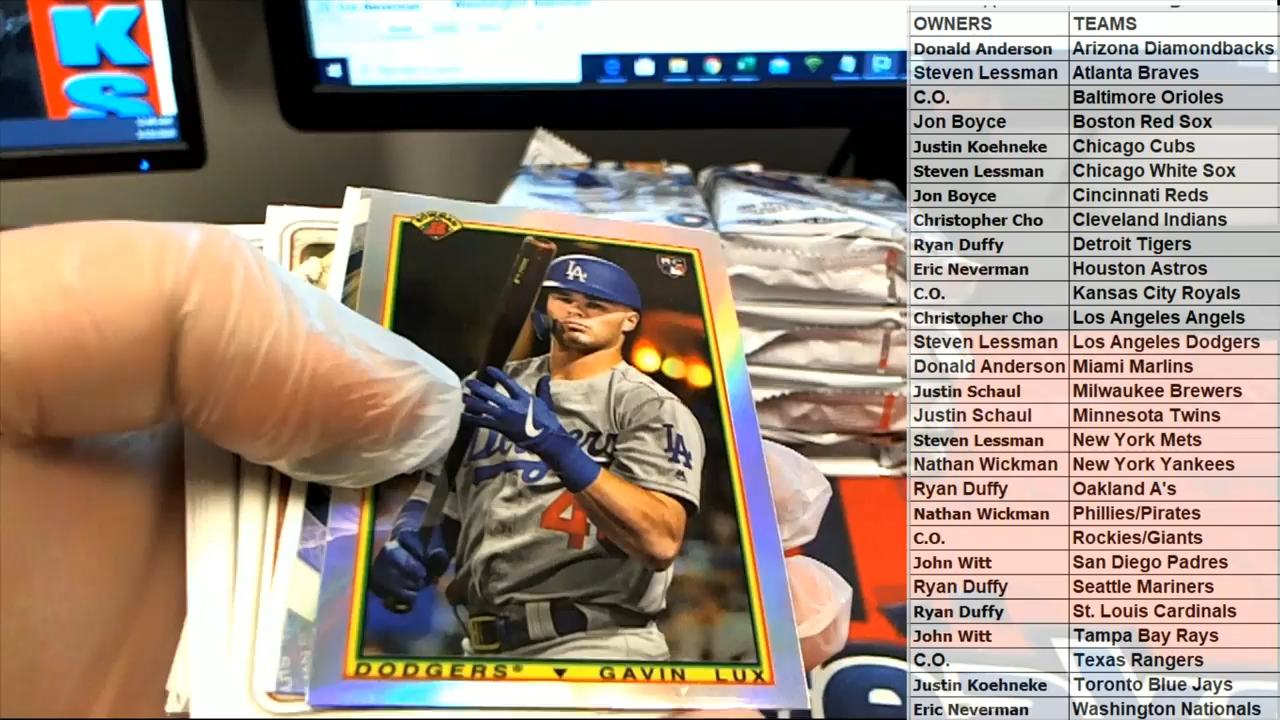 KS
OWNERS TEAMS
Donald Anderson Arizona Diamondbacks
Steven Lessman Atlanta Braves
C.O. Baltimore Orioles
Jon Boyce Boston Red Sox
Justin Koehneke Chicago Cubs
Steven Lessman Chicago White Sox
Jon Boyce Cincinnati Reds
Christopher Cho Cleveland Indians
Ryan Duffy Detroit Tigers
Eric Neverman Houston Astros
C.O. Kansas City Royals
Christopher Cho Los Angeles Angels
Steven Lessman Los Angeles Dodgers
Donald Anderson Miami Marlins
Justin Schaul Milwaukee Brewers
Justin Schaul Minnesota Twins
Steven Lessman New York Mets
Nathan Wickman New York Yankees
Ryan Duffy Oakland A's
Nathan Wickman Phillies/Pirates
C.O. Rockies/Giants
John Witt San Diego Padres
Ryan Duffy Seattle Mariners
Ryan Duffy St. Louis Cardinals
John Witt Tampa Bay Rays
C.O. Texas Rangers
Justin Koehneke Toronto Blue Jays
Eric Neverman Washington Nationals
RC
LA
Dodgers
LA
4
DODGERS® ▼ GAVIN LUX